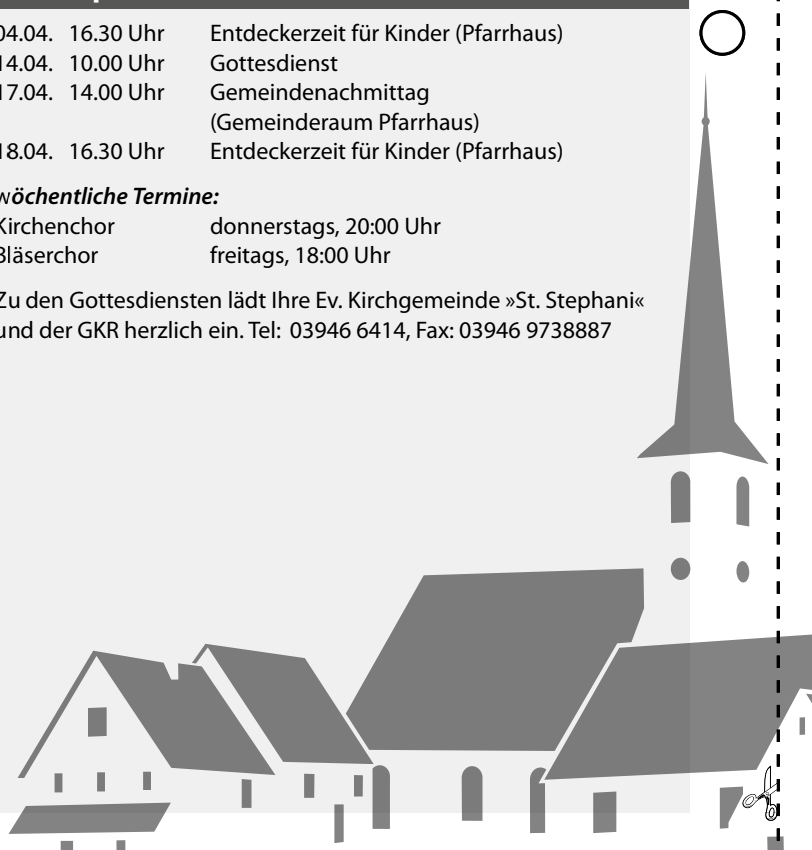 04.04. 16.30 Uhr Entdeckerzeit für Kinder (Pfarrhaus)
14.04. 10.00 Uhr Gottesdienst
17.04. 14.00 Uhr Gemeindenachmittag
(Gemeinderaum Pfarrhaus)
18.04. 16.30 Uhr Entdeckerzeit für Kinder (Pfarrhaus)
wöchentliche Termine:
Kirchenchor donnerstags, 20:00 Uhr
Bläserchor freitags, 18:00 Uhr
Zu den Gottesdiensten lädt Ihre Ev. Kirchgemeinde »St. Stephani«
und der GKR herzlich ein. Tel: 03946 6414, Fax: 03946 9738887